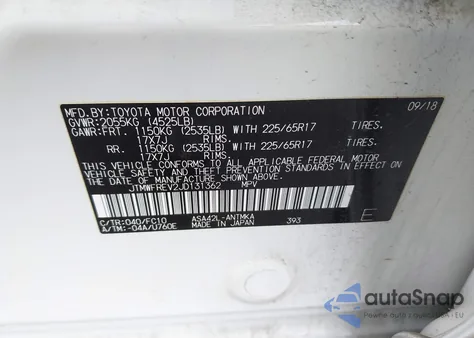 MFD.BY:TOYOTA MOTOR CORPORATION 09/18
GVWR:2055KG (4525LB)
GAWR:FRT. 1150KG (2535LB) WITH 225/65R17 TIRES.
17X7J RIMS.
RR. 1150KG (2535LB) WITH 225/65R17 TIRES.
17X7J RIMS.
THIS VEHICLE CONFORMS TO ALL APPLICABLE FEDERAL MOTOR
VEHICLE SAFETY AND THEFT PREVENTION STANDARDS IN EFFECT ON
THE DATE OF MANUFACTURE SHOWN ABOVE.
JTMWFREV2JD131362 MPV
C/TR:040/FC10 ASA42L-ANTMKA 393 E
A/TM:-04A/U760E MADE IN JAPAN
autoSnap